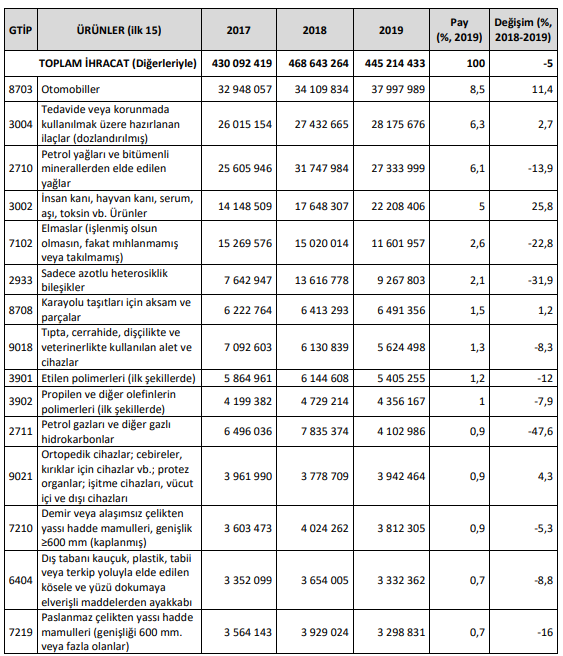 GTİP ÜRÜNLER (ilk 15) 2017 2018 2019 Pay (%, 2019) Değişim (%, 2018-2019)
TOPLAM İHRACAT (Diğerleriyle) 430 092 419 468 643 264 445 214 433 100 -5
8703 Otomobiller 32 948 057 34 109 834 37 997 989 8,5 11,4
3004 Tedavide veya korunmada
kullanılmak üzere hazırlanan
ilaçlar (dozlandırılmış) 26 015 154 27 432 665 28 175 676 6,3 2,7
2710 Petrol yağları ve bitümenli
minerallerden elde edilen
yağlar 25 605 946 31 747 984 27 333 999 6,1 -13,9
3002 İnsan kanı, hayvan kanı, serum,
aşı, toksin vb. Ürünler 14 148 509 17 648 307 22 208 406 5 25,8
7102 Elmaslar (işlenmiş olsun
olmasın, fakat mıhlanmamış
veya takılmamış) 15 269 576 15 020 014 11 601 957 2,6 -22,8
2933 Sadece azotlu heterosiklik
bileşikler 7 642 947 13 616 778 9 267 803 2,1 -31,9
8708 Karayolu taşıtları için aksam ve
parçalar 6 222 764 6 413 293 6 491 356 1,5 1,2
9018 Tıpta, cerrahide, dişçilikte ve
veterinerlikte kullanılan alet ve
cihazlar 7 092 603 6 130 839 5 624 498 1,3 -8,3
3901 Etilen polimerleri (ilk şekillerde) 5 864 961 6 144 608 5 405 255 1,2 -12
3902 Propilen ve diğer olefinlerin
polimerleri (ilk şekillerde) 4 199 382 4 729 214 4 356 167 1 -7,9
2711 Petrol gazları ve diğer gazlı
hidrokarbonlar 6 496 036 7 835 374 4 102 986 0,9 -47,6
9021 Ortopedik cihazlar; cebireler,
kırıklar için cihazlar vb.; protez
organlar; işitme cihazları, vücut
içi ve dışı cihazları 3 961 990 3 778 709 3 942 464 0,9 4,3
7210 Demir veya alaşımsız çelikten
yassı hadde mamulleri, genişlik
≥600 mm (kaplanmış) 3 603 473 4 024 262 3 812 305 0,9 -5,3
6404 Dış tabanı kauçuk, plastik, tabii
veya terkip yoluyla elde edilen
kösele ve yüzü dokumaya
elverişli maddelerden ayakkabı 3 352 099 3 654 005 3 332 362 0,7 -8,8
7219 Paslanmaz çelikten yassı hadde
mamulleri (genişliği 600 mm.
veya fazla olanlar) 3 564 143 3 929 024 3 298 831 0,7 -16